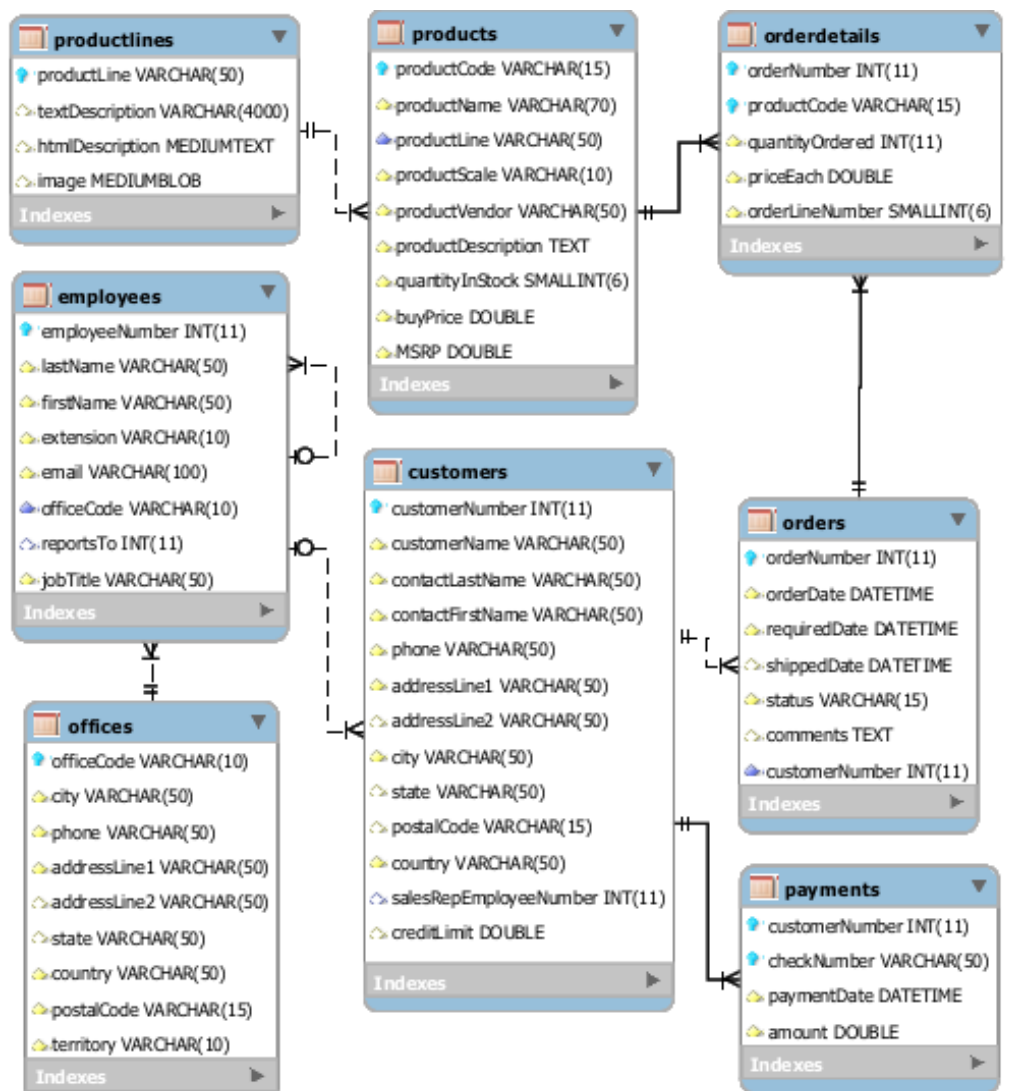 productlines
productLine VARCHAR(50)
textDescription VARCHAR(4000)
htmlDescription MEDIUMTEXT
image MEDIUMBLOB
Indexes
products
productCode VARCHAR(15)
productName VARCHAR(70)
productLine VARCHAR(50)
productScale VARCHAR(10)
productVendor VARCHAR(50)
productDescription TEXT
quantityInStock SMALLINT(6)
buyPrice DOUBLE
MSRP DOUBLE
Indexes
orderdetails
orderNumber INT(11)
productCode VARCHAR(15)
quantityOrdered INT(11)
priceEach DOUBLE
orderLineNumber SMALLINT(6)
Indexes
employees
employeeNumber INT(11)
lastName VARCHAR(50)
firstName VARCHAR(50)
extension VARCHAR(10)
email VARCHAR(100)
officeCode VARCHAR(10)
reportsTo INT(11)
jobTitle VARCHAR(50)
Indexes
customers
customerNumber INT(11)
customerName VARCHAR(50)
contactLastName VARCHAR(50)
contactFirstName VARCHAR(50)
phone VARCHAR(50)
addressLine1 VARCHAR(50)
addressLine2 VARCHAR(50)
city VARCHAR(50)
state VARCHAR(50)
postalCode VARCHAR(15)
country VARCHAR(50)
salesRepEmployeeNumber INT(11)
creditLimit DOUBLE
Indexes
orders
orderNumber INT(11)
orderDate DATETIME
requiredDate DATETIME
shippedDate DATETIME
status VARCHAR(15)
comments TEXT
customerNumber INT(11)
Indexes
offices
officeCode VARCHAR(10)
city VARCHAR(50)
phone VARCHAR(50)
addressLine1 VARCHAR(50)
addressLine2 VARCHAR(50)
state VARCHAR(50)
country VARCHAR(50)
postalCode VARCHAR(15)
territory VARCHAR(10)
Indexes
payments
customerNumber INT(11)
checkNumber VARCHAR(50)
paymentDate DATETIME
amount DOUBLE
Indexes